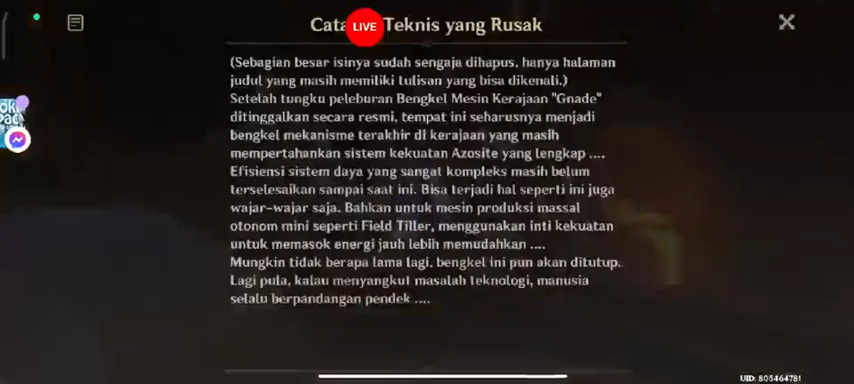 Cata LIVE Teknis yang Rusak
(Sebagian besar isinya sudah sengaja dihapus, hanya halaman
judul yang masih memiliki tulisan yang bisa dikenali.)
Setelah tungku peleburan Bengkel Mesin Kerajaan "Gnade"
ditinggalkan secara resmi, tempat ini seharusnya menjadi
bengkel mekanisme terakhir di kerajaan yang masih
mempertahankan sistem kekuatan Azosite yang lengkap ....
Efisiensi sistem daya yang sangat kompleks masih belum
terselesaikan sampai saat ini. Bisa terjadi hal seperti ini juga
wajar-wajar saja. Bahkan untuk mesin produksi massal
otonom mini seperti Field Tiller, menggunakan inti kekuatan
untuk memasok energi jauh lebih memudahkan ....
Mungkin tidak berapa lama lagi, bengkel ini pun akan ditutup.
Lagi pula, kalau menyangkut masalah teknologi, manusia
selalu berpandangan pendek ....
UID: 805464781